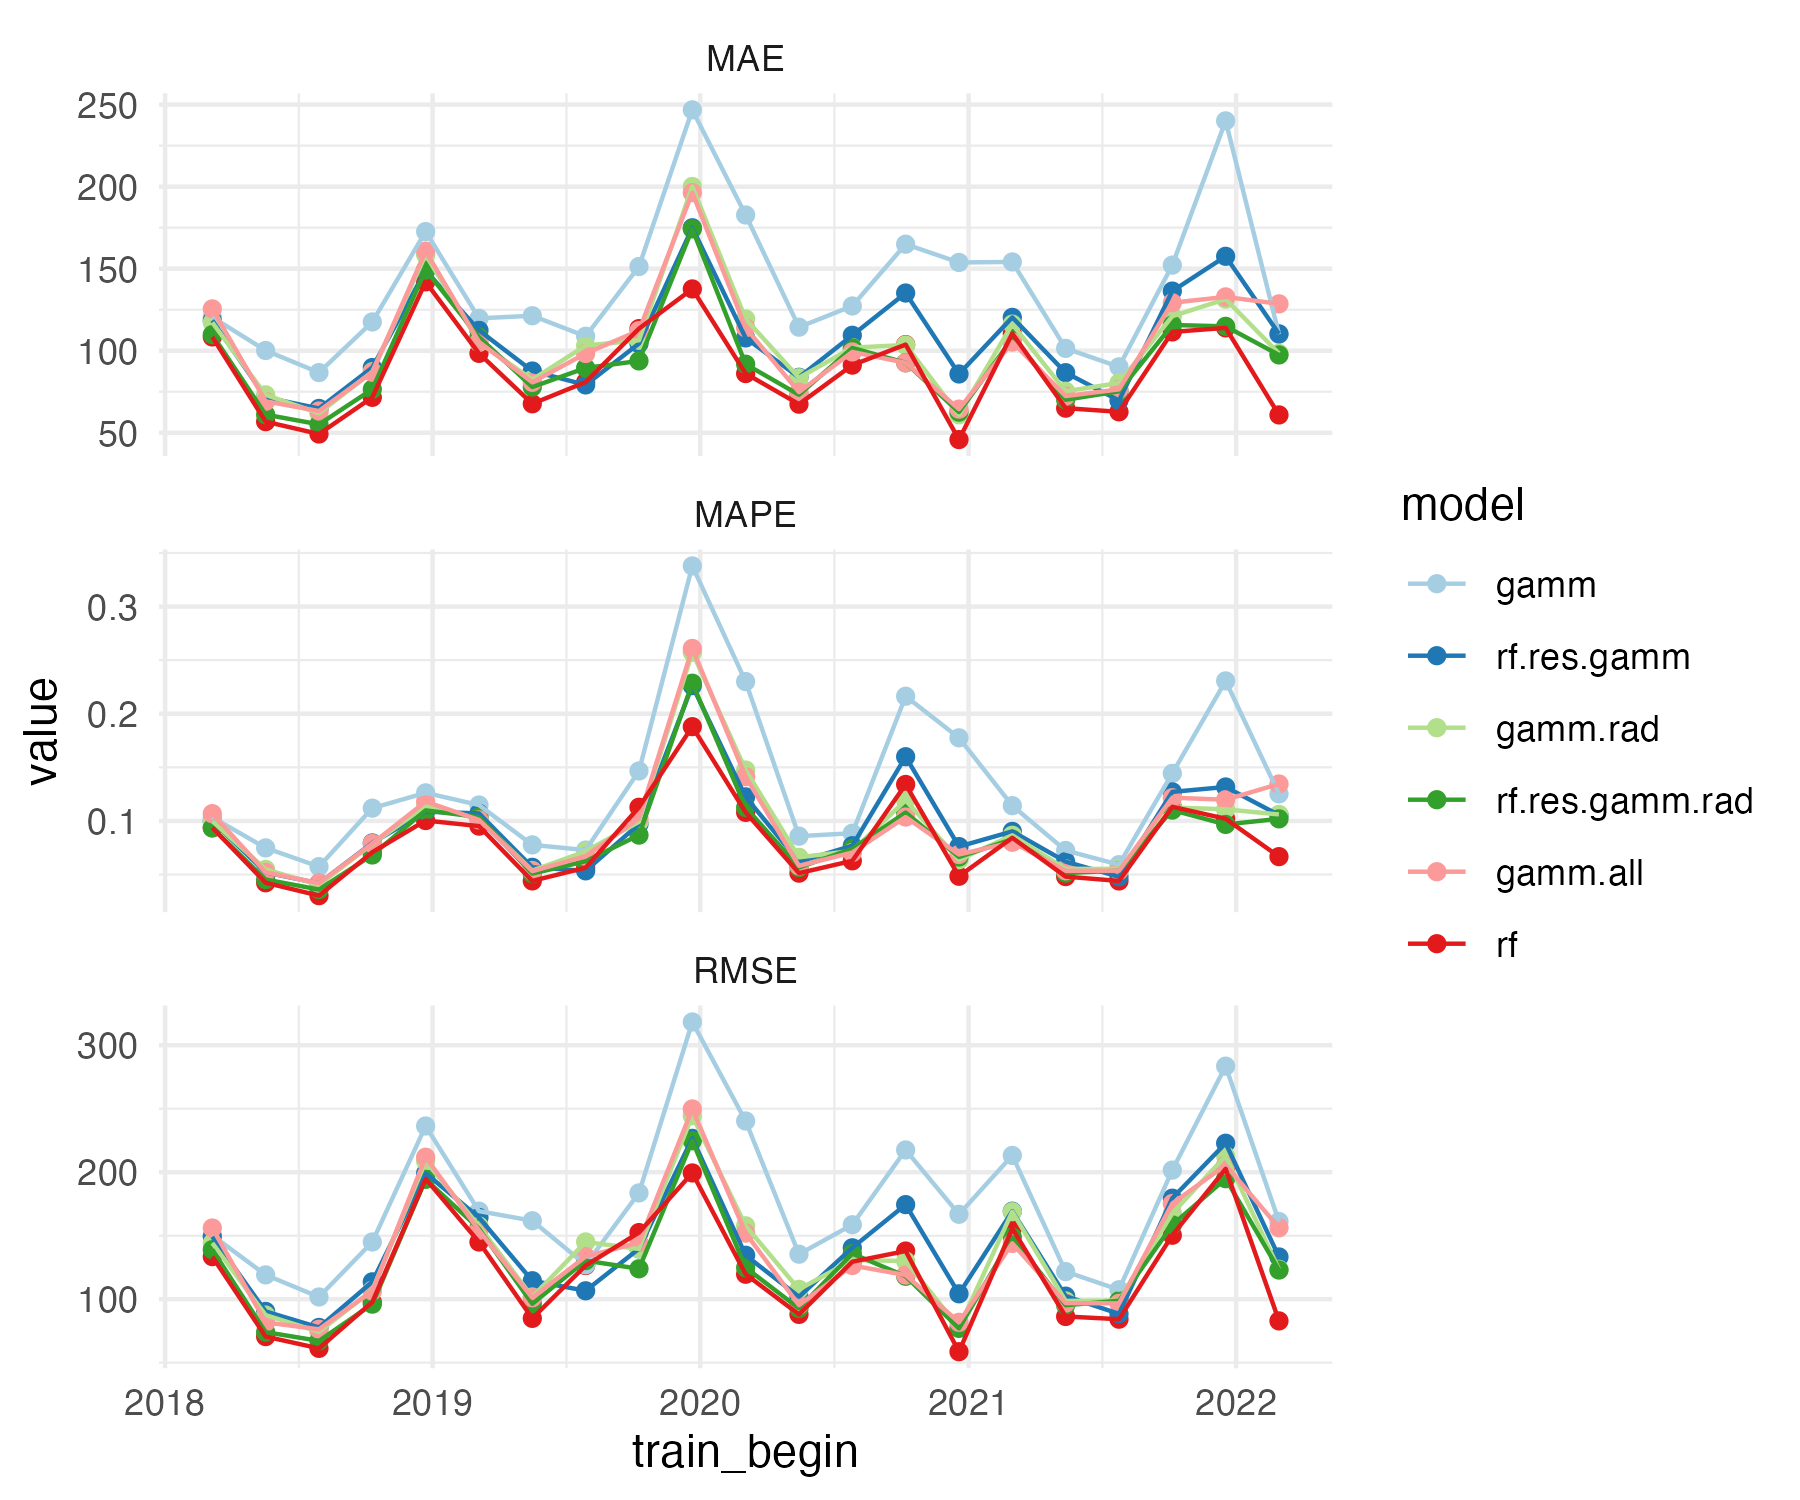 MAE
250
200
150
100
50
MAPE
0.3
0.2
0.1
RMSE
300
200
100
2018 2019 2020 2021 2022
train_begin
value
model
gamm
rf.res.gamm
gamm.rad
rf.res.gamm.rad
gamm.all
rf